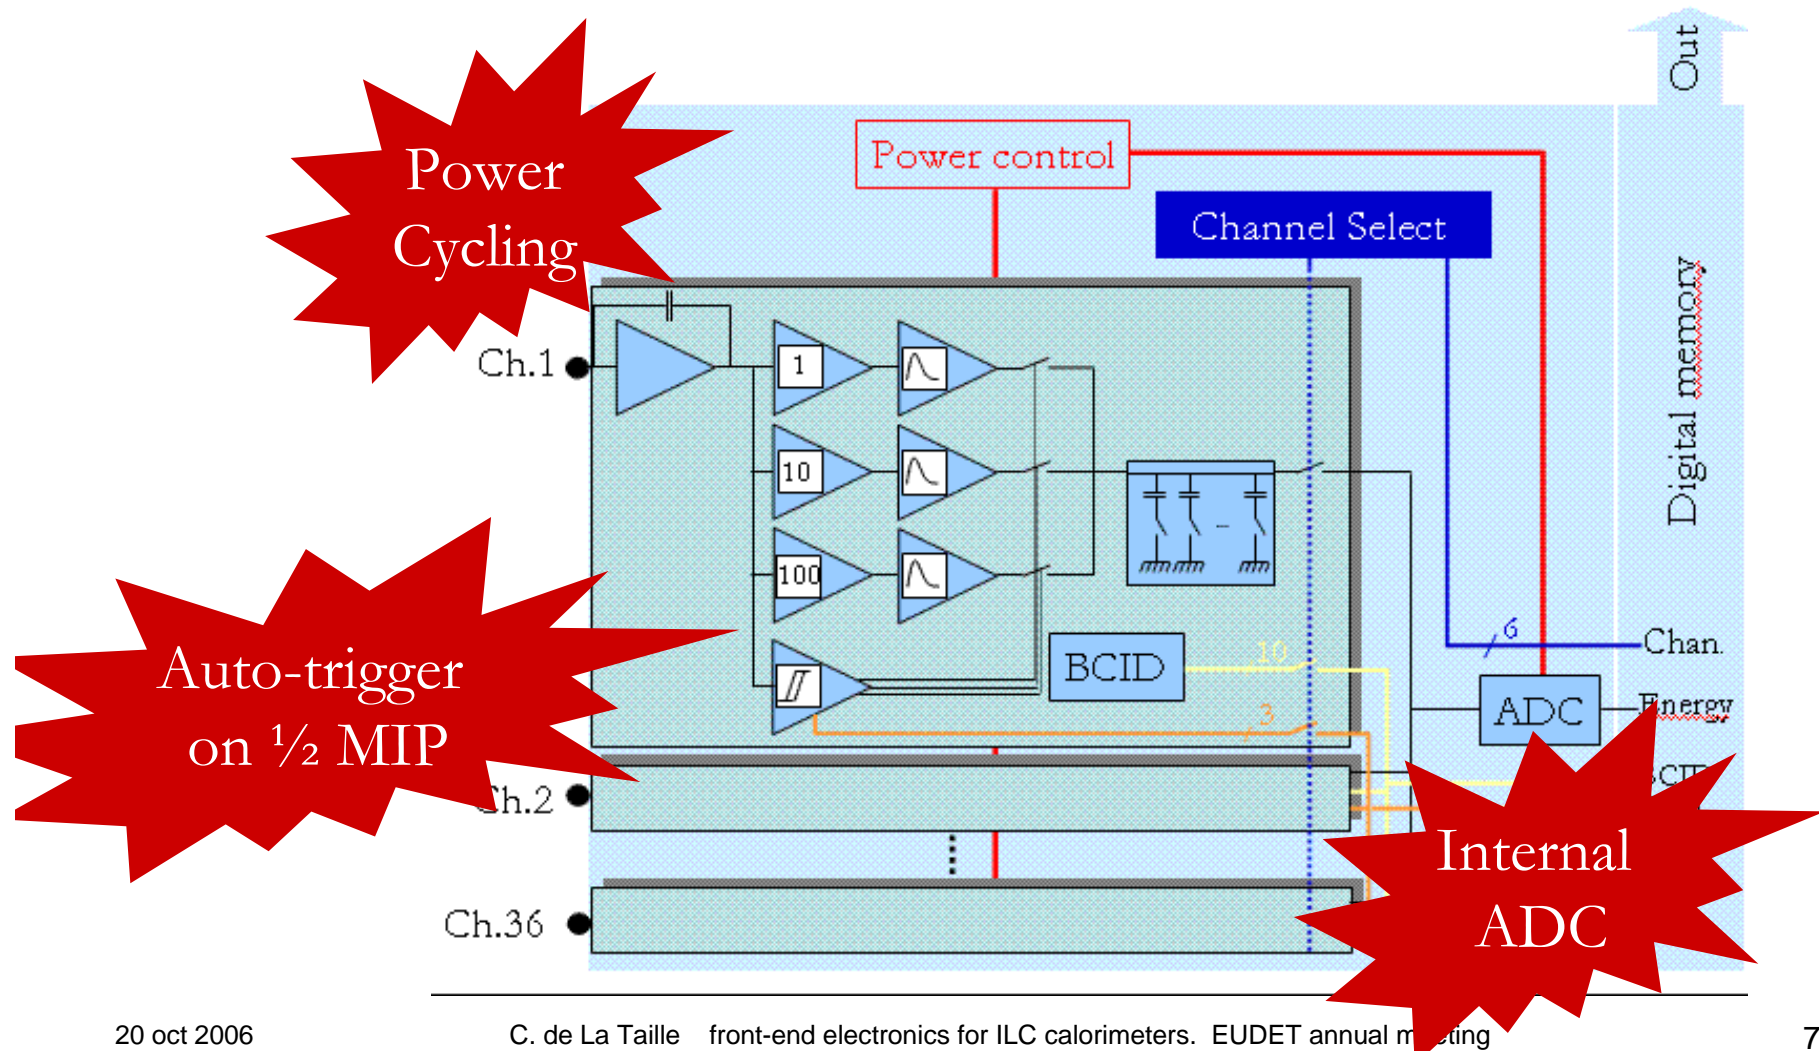 Out
Power
Cycling
Power control
Channel Select
Digital memory
Ch.1
1
10
100
6
Chan.
10
BCID
3
ADC
Energy
Auto-trigger
on ½ MIP
Ch.2
Internal
ADC
Ch.36
20 oct 2006
C. de La Taille front-end electronics for ILC calorimeters. EUDET annual meeting
7